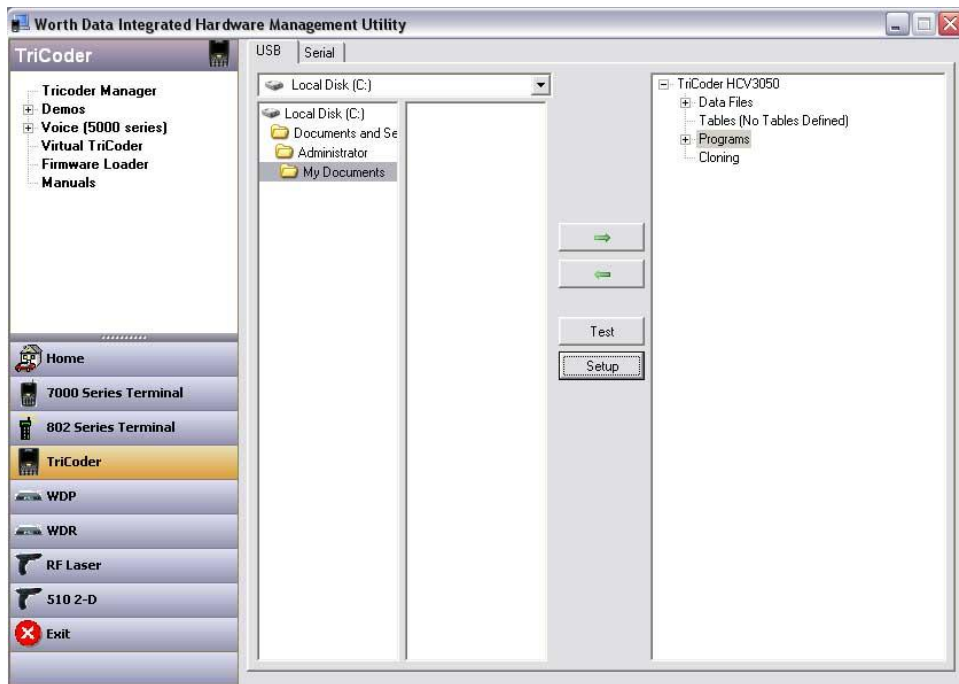 Worth Data Integrated Hardware Management Utility
TriCoder
Tricoder Manager
Demos
Voice (5000 series)
Virtual TriCoder
Firmware Loader
Manuals
Home
7000 Series Terminal
802 Series Terminal
TriCoder
WDP
WDR
RF Laser
510 2-D
Exit
USB
Serial
Local Disk (C:)
Local Disk (C:)
Documents and Se
Administrator
My Documents
Test
Setup
TriCoder HCV3050
Data Files
Tables (No Tables Defined)
Programs
Cloning